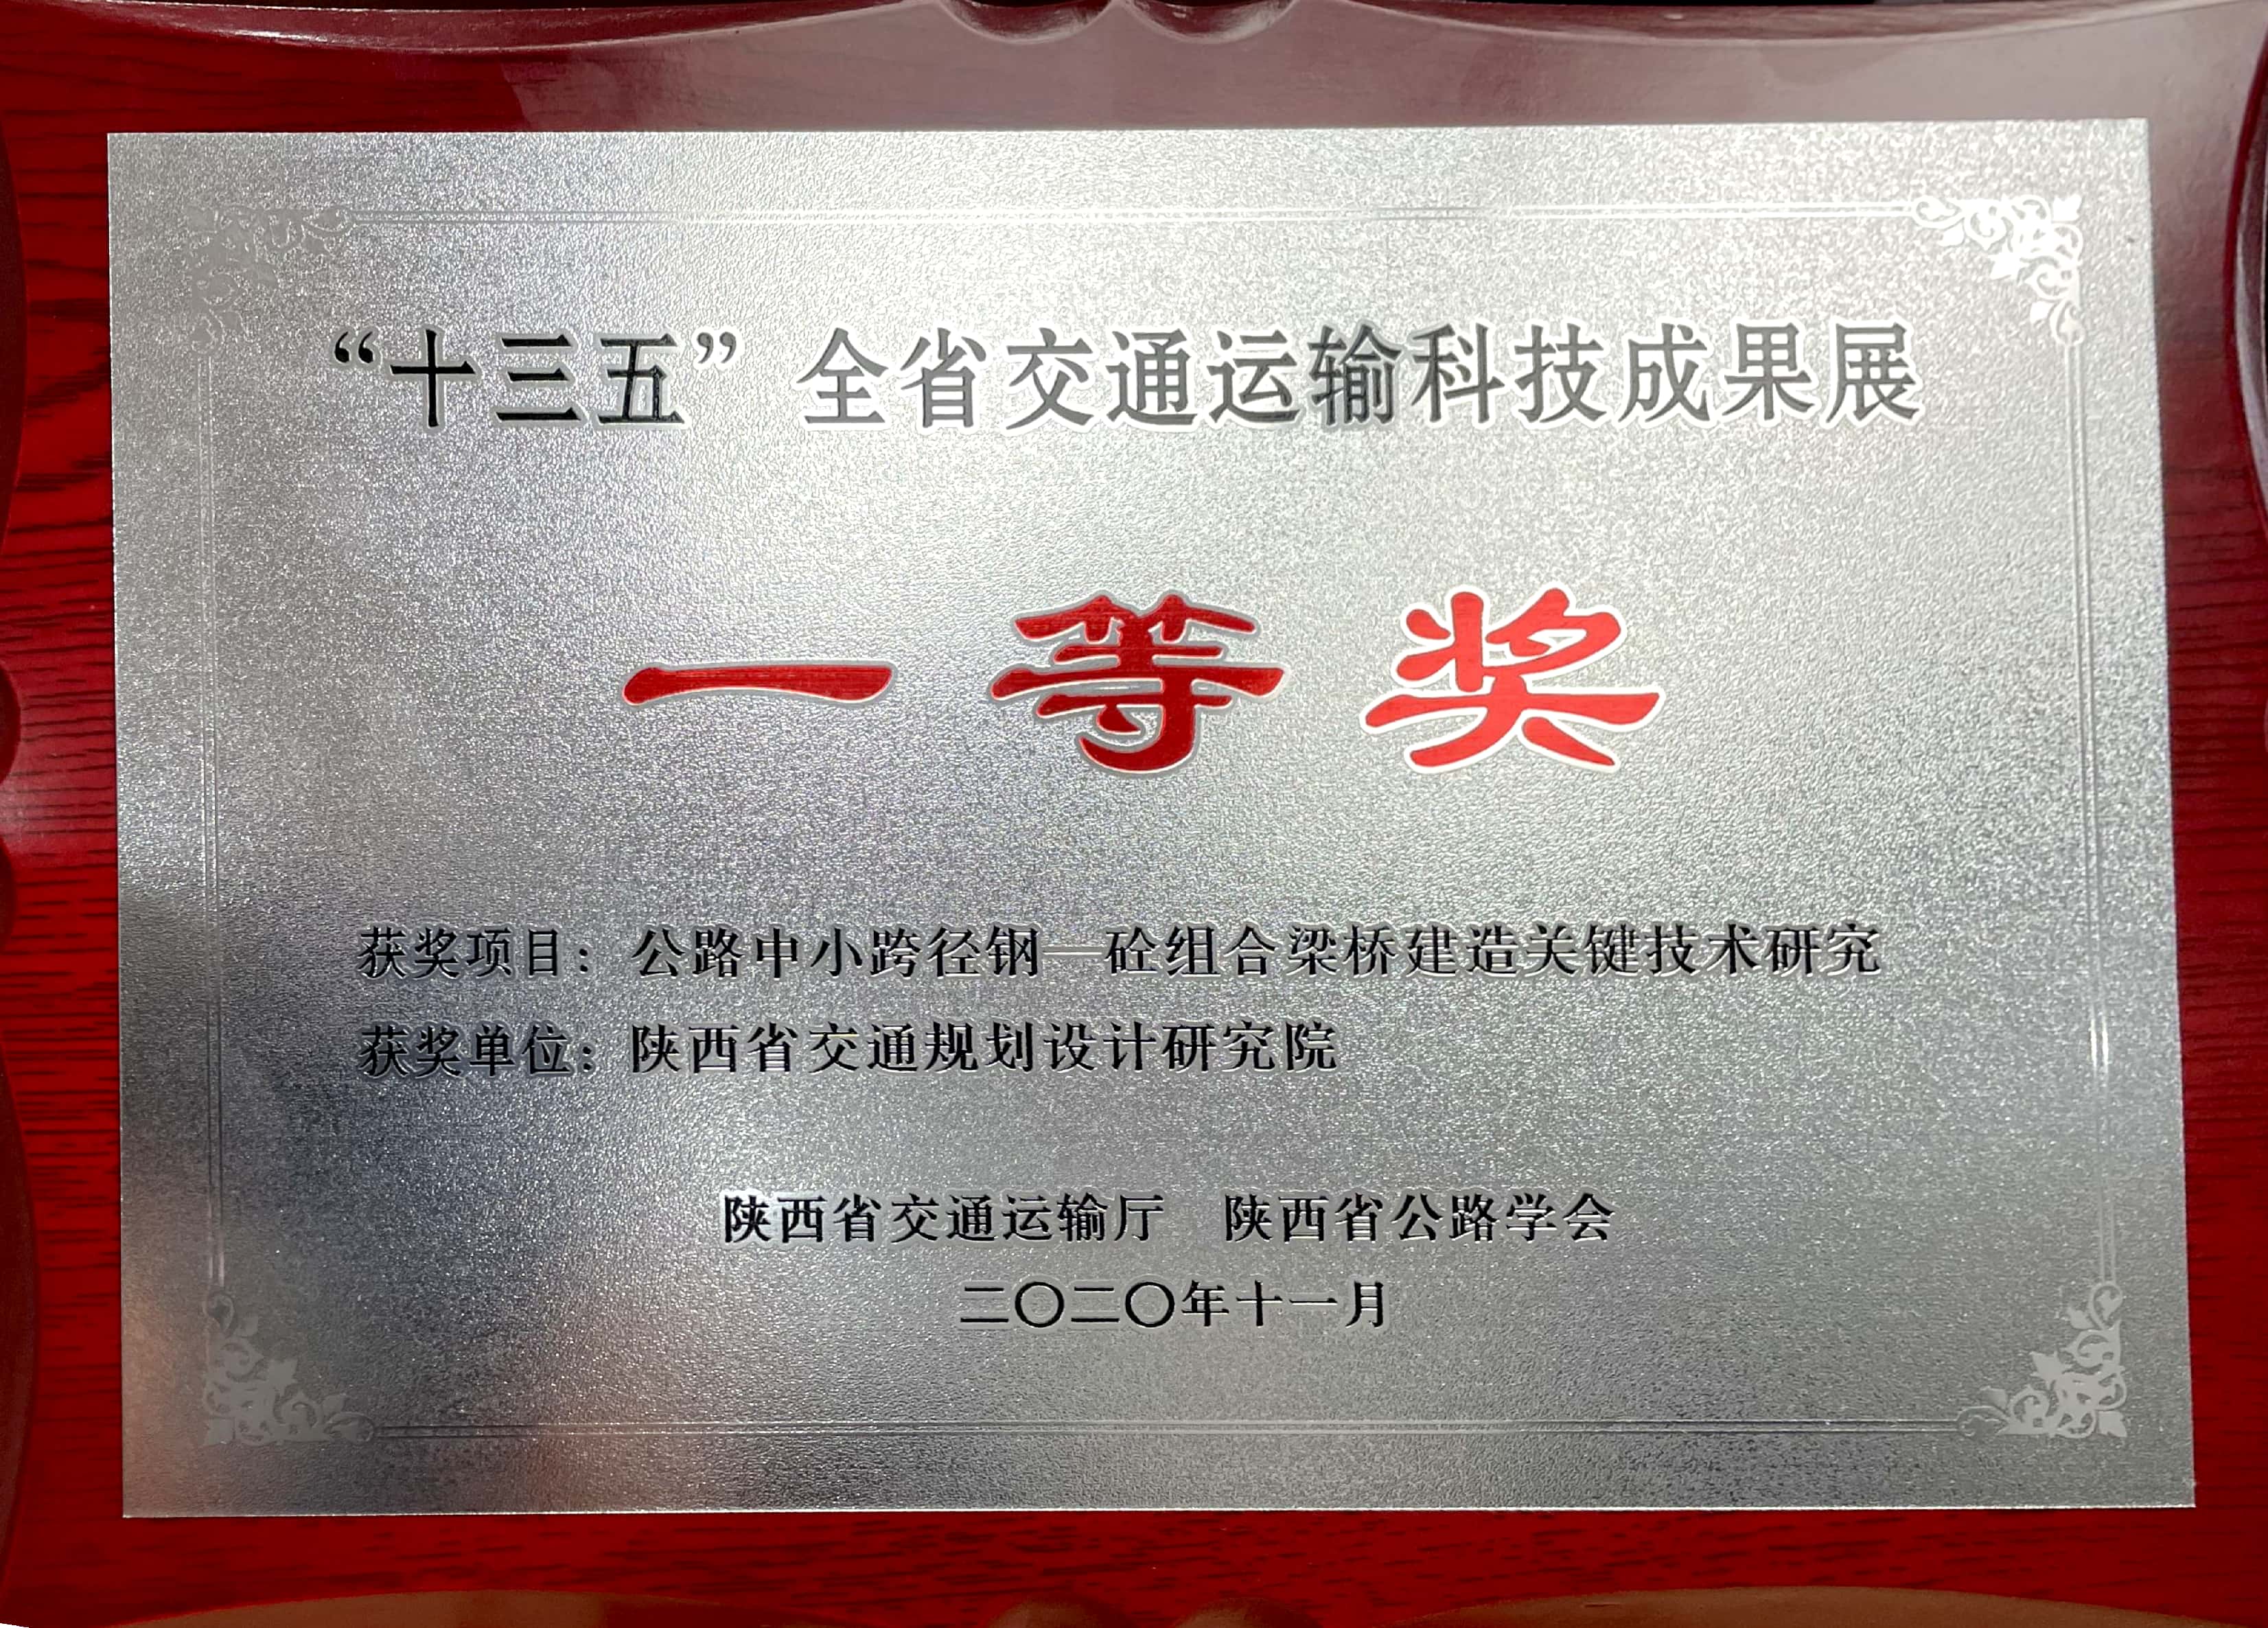 “十三五”全省交通运输科技成果展
一等奖
获奖项目：公路中小跨径钢—砼组合梁桥建造关键技术研究
获奖单位：陕西省交通规划设计研究院
陕西省交通运输厅 陕西省公路学会
二〇二〇年十一月